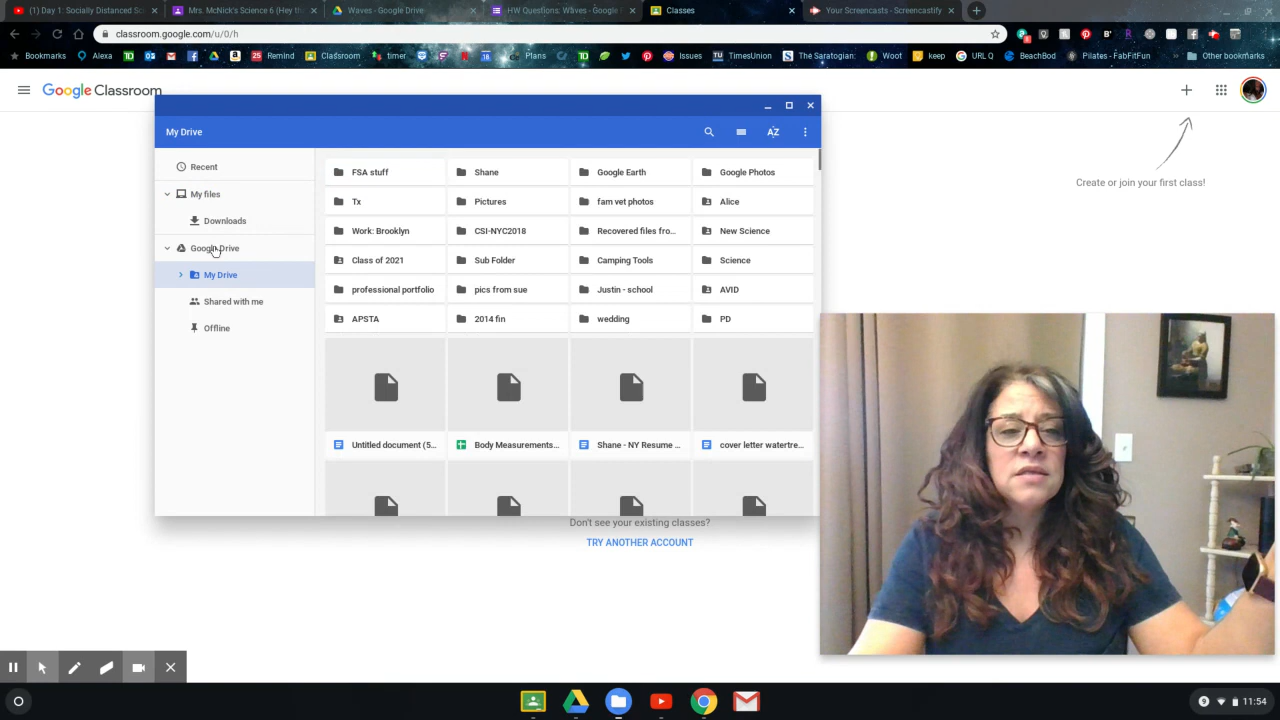 (1) Day 1: Socially Distanced Sc
Mrs. McNick's Science 6 (Hey th
Waves - Google Drive
HW Questions: Waves - Google F
Classes
Your Screencasts - Screencastify
classroom.google.com/u/0/h
Bookmarks
Alexa
Remind
Classroom
timer
Plans
Issues
TimesUnion
The Saratogian:
Woot
keep
URL Q
BeachBod
Pilates - FabFitFun
Other bookmarks
Google Classroom
Create or join your first class!
My Drive
AZ
Recent
My files
Downloads
Google Drive
My Drive
Shared with me
Offline
FSA stuff
Shane
Google Earth
Google Photos
Tx
Pictures
fam vet photos
Alice
Work: Brooklyn
CSI-NYC2018
Recovered files fro...
New Science
Class of 2021
Sub Folder
Camping Tools
Science
professional portfolio
pics from sue
Justin - school
AVID
APSTA
2014 fin
wedding
PD
Untitled document (5...
Body Measurements...
Shane - NY Resume ...
cover letter watertre...
Don't see your existing classes?
TRY ANOTHER ACCOUNT
11:54